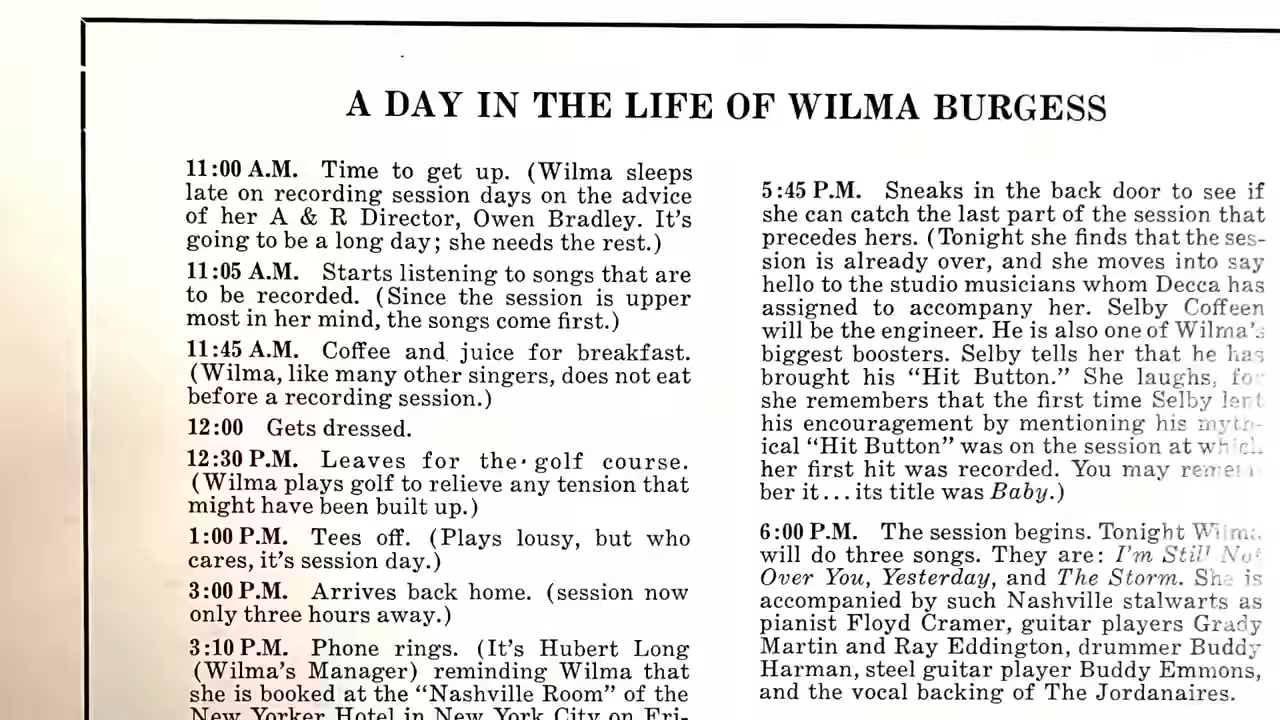 A DAY IN THE LIFE OF WILMA BURGESS
11:00 A.M. Time to get up. (Wilma sleeps
late on recording session days on the advice
of her A & R Director, Owen Bradley. It's
going to be a long day; she needs the rest.)
11:05 A.M. Starts listening to songs that are
to be recorded. (Since the session is upper
most in her mind, the songs come first.)
11:45 A.M. Coffee and juice for breakfast.
(Wilma, like many other singers, does not eat
before a recording session.)
12:00 Gets dressed.
12:30 P.M. Leaves for the golf course.
(Wilma plays golf to relieve any tension that
might have been built up.)
1:00 P.M. Tees off. (Plays lousy, but who
cares, it's session day.)
3:00 P.M. Arrives back home. (session now
only three hours away.)
3:10 P.M. Phone rings. (It's Hubert Long
(Wilma's Manager) reminding Wilma that
she is booked at the "Nashville Room" of the
New Yorker Hotel in New York City on Fri-
5:45 P.M. Sneaks in the back door to see if
she can catch the last part of the session that
precedes hers. (Tonight she finds that the ses-
sion is already over, and she moves into say
hello to the studio musicians whom Decca has
assigned to accompany her. Selby Coffeen
will be the engineer. He is also one of Wilma's
biggest boosters. Selby tells her that he has
brought his "Hit Button." She laughs, for
she remembers that the first time Selby lent
his encouragement by mentioning his myth-
ical "Hit Button" was on the session at which
her first hit was recorded. You may remem
ber it...its title was Baby.)
6:00 P.M. The session begins. Tonight Wilma
will do three songs. They are: I'm Still Not
Over You, Yesterday, and The Storm. She is
accompanied by such Nashville stalwarts as
pianist Floyd Cramer, guitar players Grady
Martin and Ray Eddington, drummer Buddy
Harman, steel guitar player Buddy Emmons,
and the vocal backing of The Jordanaires.